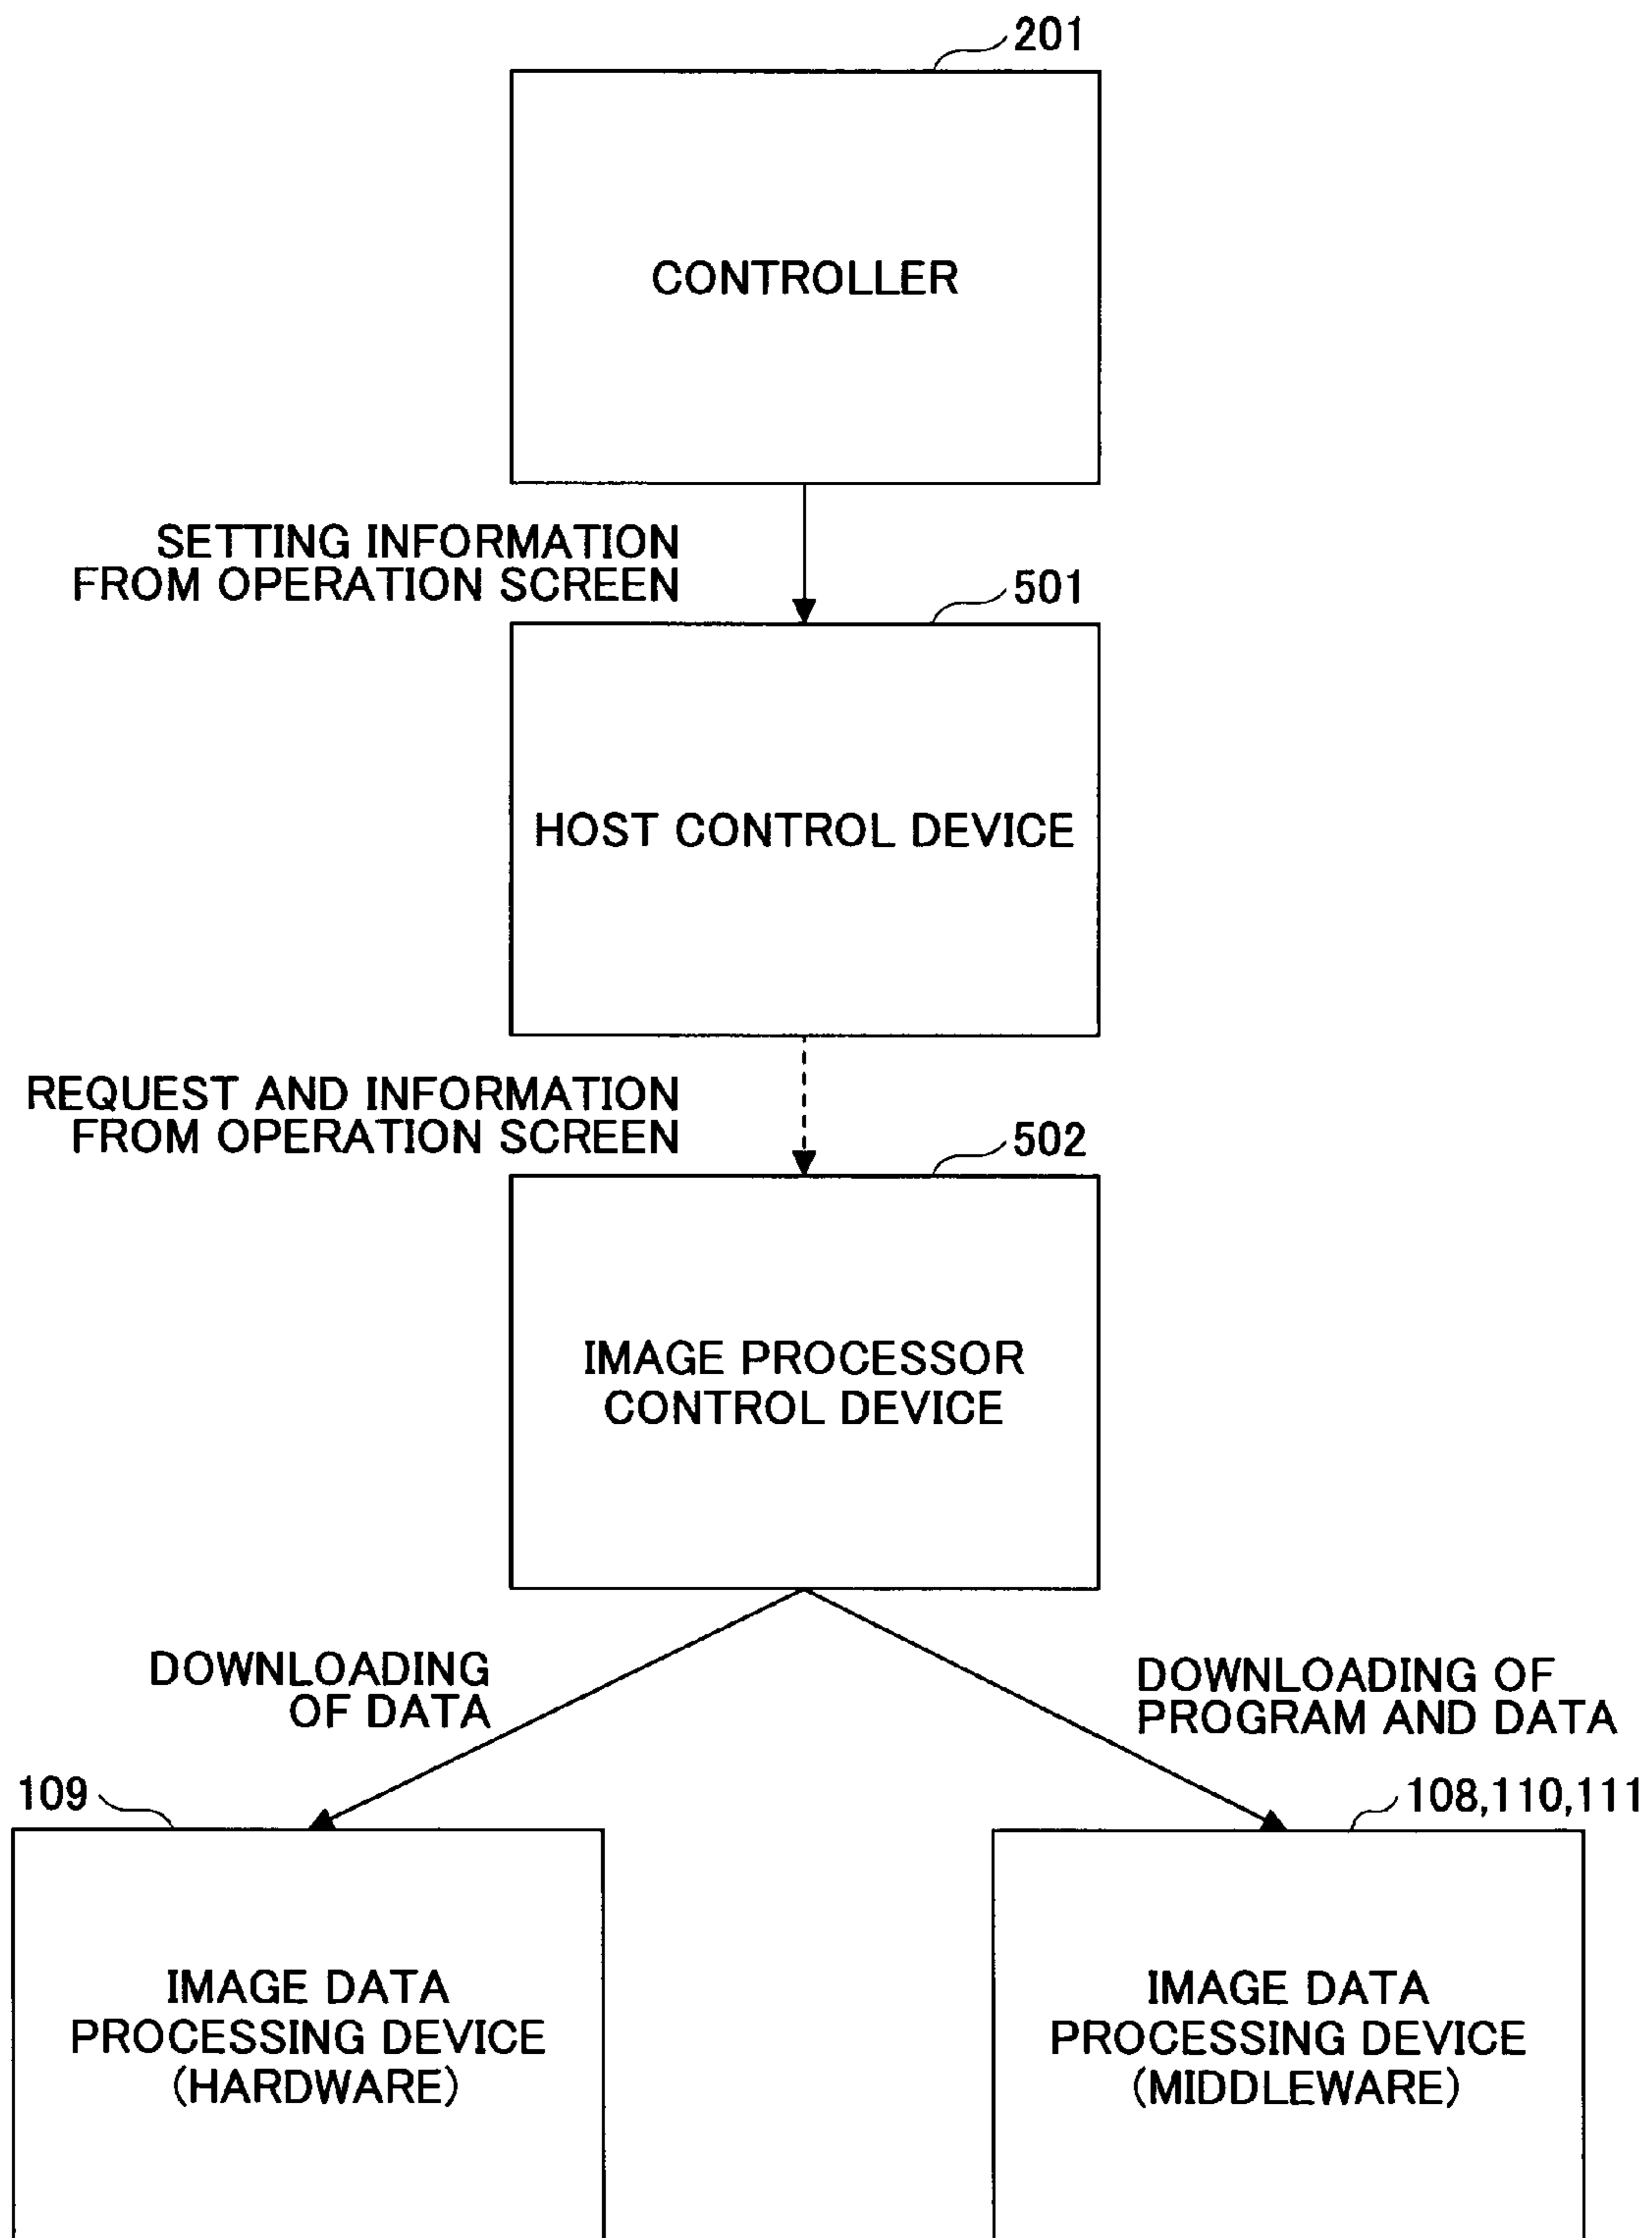 201
CONTROLLER
SETTING INFORMATION
FROM OPERATION SCREEN
501
HOST CONTROL DEVICE
REQUEST AND INFORMATION
FROM OPERATION SCREEN
502
IMAGE PROCESSOR
CONTROL DEVICE
DOWNLOADING
OF DATA
DOWNLOADING OF
PROGRAM AND DATA
109
108,110,111
IMAGE DATA
PROCESSING DEVICE
(HARDWARE)
IMAGE DATA
PROCESSING DEVICE
(MIDDLEWARE)